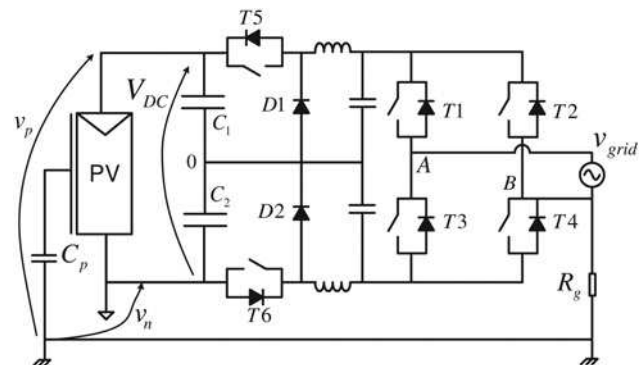 T5
V_DC
v_p
C_1
D1
T1
T2
v_grid
PV
0
A
B
C_2
D2
T3
T4
C_p
R_g
v_n
T6